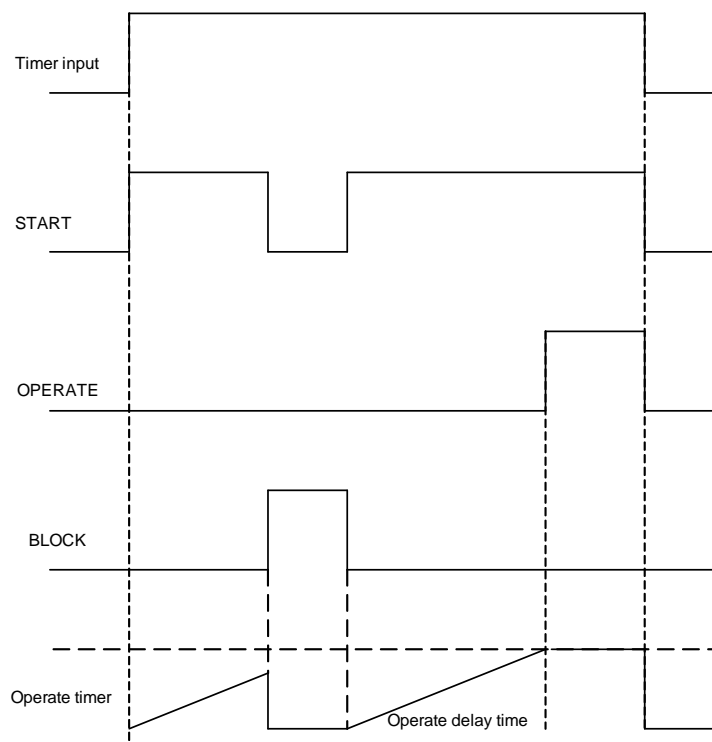 Timer input
START
OPERATE
BLOCK
Operate timer
Operate delay time